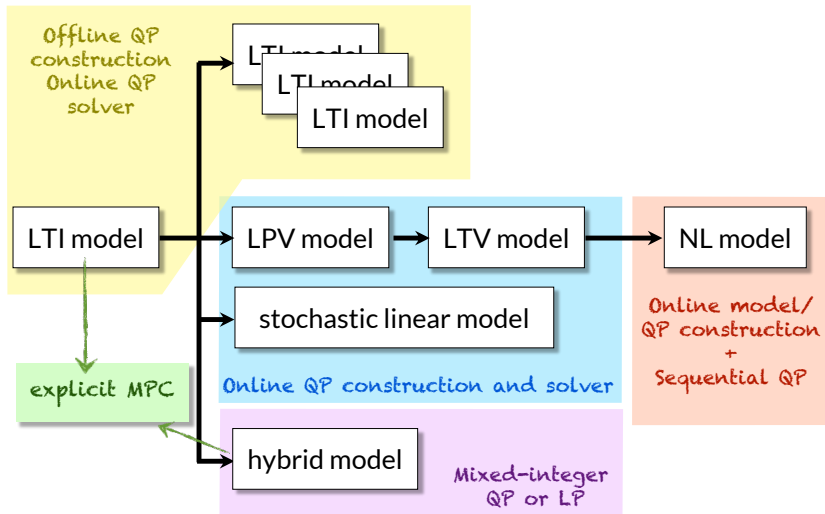 Offline QP
construction
Online QP
solver
LTI model
LTI model
LTI model
LTI model
LPV model
LTV model
NL model
stochastic linear model
Online model/
QP construction
+
Sequential QP
explicit MPC
Online QP construction and solver
hybrid model
Mixed-integer
QP or LP